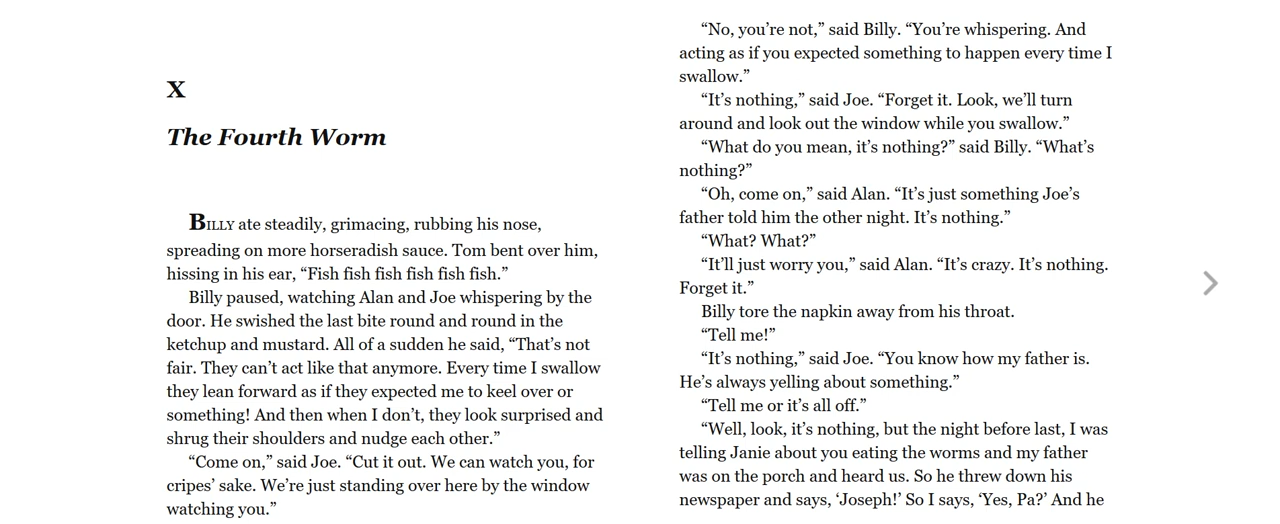 X
The Fourth Worm
BILLY ate steadily, grimacing, rubbing his nose,
spreading on more horseradish sauce. Tom bent over him,
hissing in his ear, “Fish fish fish fish fish fish.”
Billy paused, watching Alan and Joe whispering by the
door. He swished the last bite round and round in the
ketchup and mustard. All of a sudden he said, “That’s not
fair. They can’t act like that anymore. Every time I swallow
they lean forward as if they expected me to keel over or
something! And then when I don’t, they look surprised and
shrug their shoulders and nudge each other.”
“Come on,” said Joe. “Cut it out. We can watch you, for
cripes’ sake. We’re just standing over here by the window
watching you.”
“No, you’re not,” said Billy. “You’re whispering. And
acting as if you expected something to happen every time I
swallow.”
“It’s nothing,” said Joe. “Forget it. Look, we’ll turn
around and look out the window while you swallow.”
“What do you mean, it’s nothing?” said Billy. “What’s
nothing?”
“Oh, come on,” said Alan. “It’s just something Joe’s
father told him the other night. It’s nothing.”
“What? What?”
“It’ll just worry you,” said Alan. “It’s crazy. It’s nothing.
Forget it.”
Billy tore the napkin away from his throat.
“Tell me!”
“It’s nothing,” said Joe. “You know how my father is.
He’s always yelling about something.”
“Tell me or it’s all off.”
“Well, look, it’s nothing, but the night before last, I was
telling Janie about you eating the worms and my father
was on the porch and heard us. So he threw down his
newspaper and says, ‘Joseph!’ So I says, ‘Yes, Pa?’ And he